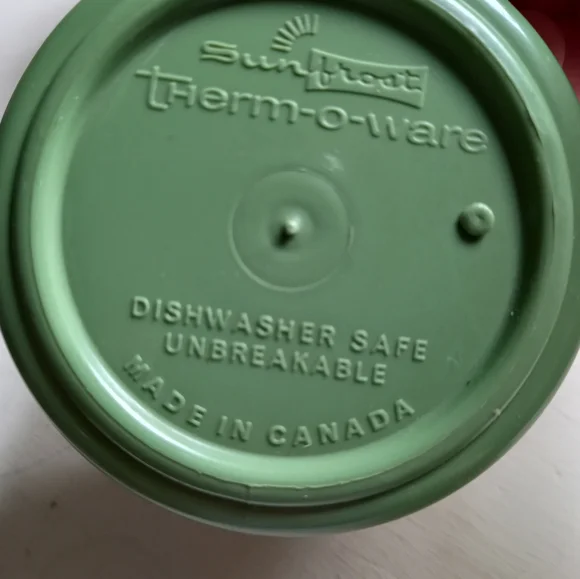 Sunfrost
therm-o-ware
DISHWASHER SAFE
UNBREAKABLE
MADE IN CANADA